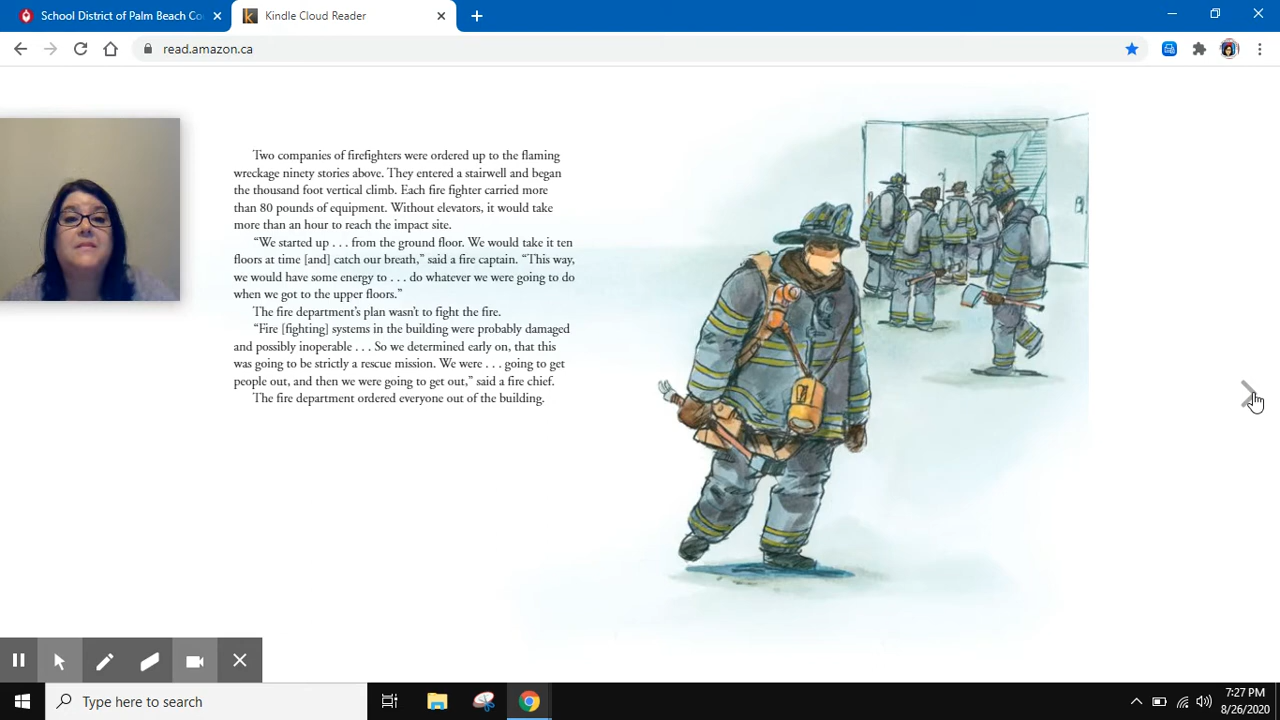 School District of Palm Beach Co
Kindle Cloud Reader
read.amazon.ca
Two companies of firefighters were ordered up to the flaming
wreckage ninety stories above. They entered a stairwell and began
the thousand foot vertical climb. Each fire fighter carried more
than 80 pounds of equipment. Without elevators, it would take
more than an hour to reach the impact site.
“We started up . . . from the ground floor. We would take it ten
floors at time [and] catch our breath,” said a fire captain. “This way,
we would have some energy to . . . do whatever we were going to do
when we got to the upper floors.”
The fire department’s plan wasn’t to fight the fire.
“Fire [fighting] systems in the building were probably damaged
and possibly inoperable . . . So we determined early on, that this
was going to be strictly a rescue mission. We were . . . going to get
people out, and then we were going to get out,” said a fire chief.
The fire department ordered everyone out of the building.
Type here to search
7:27 PM
8/26/2020